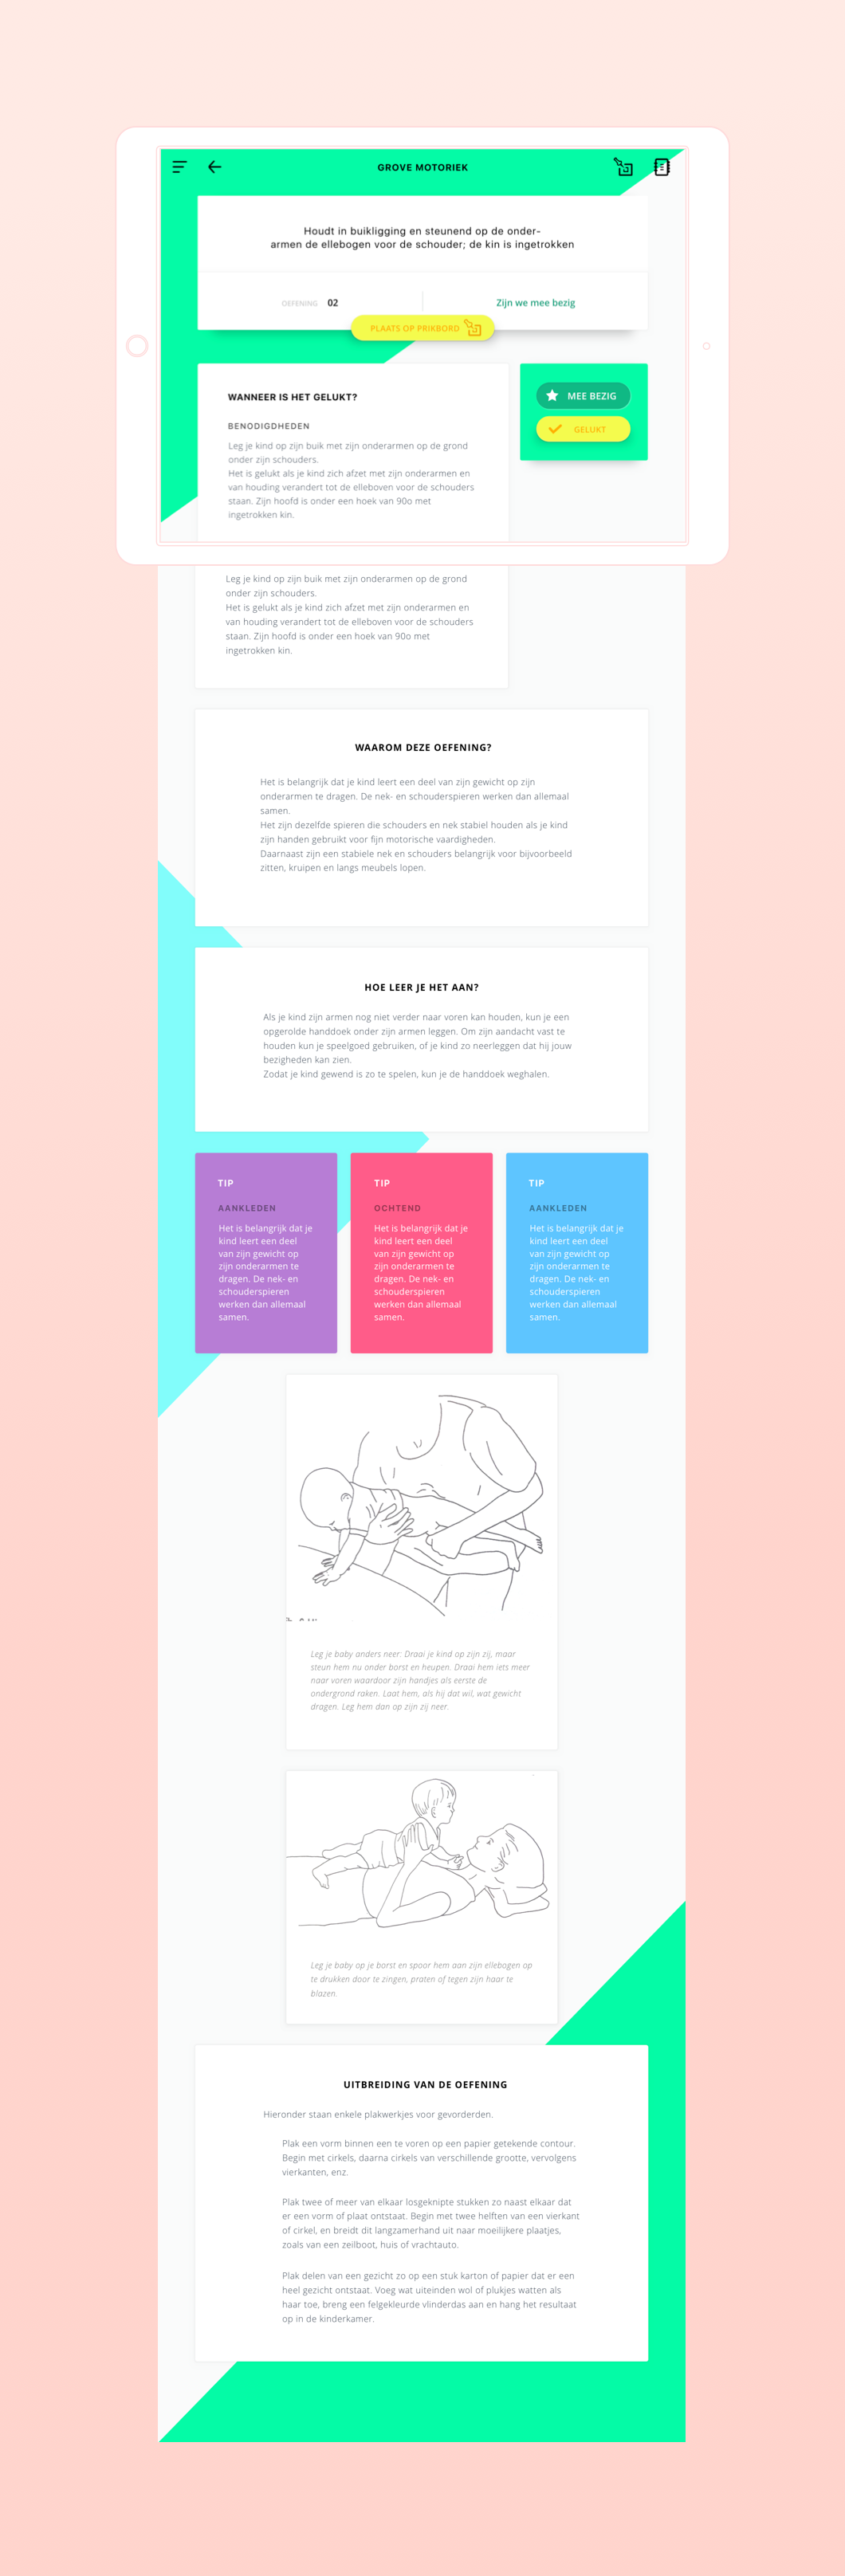 GROVE MOTORIEK
Houdt in buikligging en steunend op de onder-
armen de ellebogen voor de schouder; de kin is ingetrokken
OEFENING 02
Zijn we mee bezig
PLAATS OP PRIKBORD
WANNEER IS HET GELUKT?
BENODIGDHEDEN
Leg je kind op zijn buik met zijn onderarmen op de grond
onder zijn schouders.
Het is gelukt als je kind zich afzet met zijn onderarmen en
van houding verandert tot de elleboven voor de schouders
staan. Zijn hoofd is onder een hoek van 90o met
ingetrokken kin.
MEE BEZIG
GELUKT
Leg je kind op zijn buik met zijn onderarmen op de grond
onder zijn schouders.
Het is gelukt als je kind zich afzet met zijn onderarmen en
van houding verandert tot de elleboven voor de schouders
staan. Zijn hoofd is onder een hoek van 90o met
ingetrokken kin.
WAAROM DEZE OEFENING?
Het is belangrijk dat je kind leert een deel van zijn gewicht op zijn
onderarmen te dragen. De nek- en schouderspieren werken dan allemaal
samen.
Het zijn dezelfde spieren die schouders en nek stabiel houden als je kind
zijn handen gebruikt voor fijn motorische vaardigheden.
Daarnaast zijn een stabiele nek en schouders belangrijk voor bijvoorbeeld
zitten, kruipen en langs meubels lopen.
HOE LEER JE HET AAN?
Als je kind zijn armen nog niet verder naar voren kan houden, kun je een
opgerolde handdoek onder zijn armen leggen. Om zijn aandacht vast te
houden kun je speelgoed gebruiken, of je kind zo neerleggen dat hij jouw
bezigheden kan zien.
Zodat je kind gewend is zo te spelen, kun je de handdoek weghalen.
TIP
AANKLEDEN
Het is belangrijk dat je
kind leert een deel
van zijn gewicht op
zijn onderarmen te
dragen. De nek- en
schouderspieren
werken dan allemaal
samen.
TIP
OCHTEND
Het is belangrijk dat je
kind leert een deel
van zijn gewicht op
zijn onderarmen te
dragen. De nek- en
schouderspieren
werken dan allemaal
samen.
TIP
AANKLEDEN
Het is belangrijk dat je
kind leert een deel
van zijn gewicht op
zijn onderarmen te
dragen. De nek- en
schouderspieren
werken dan allemaal
samen.
Leg je baby anders neer: Draai je kind op zijn zij, maar
steun hem nu onder borst en heupen. Draai hem iets meer
naar voren waardoor zijn handjes als eerste de
ondergrond raken. Laat hem, als hij dat wil, wat gewicht
dragen. Leg hem dan op zijn zij neer.
Leg je baby op je borst en spoor hem aan zijn ellebogen op
te drukken door te zingen, praten of tegen zijn haar te
blazen.
UITBREIDING VAN DE OEFENING
Hieronder staan enkele plakwerkjes voor gevorderden.
Plak een vorm binnen een te voren op een papier getekende contour.
Begin met cirkels, daarna cirkels van verschillende grootte, vervolgens
vierkanten, enz.
Plak twee of meer van elkaar losgeknipte stukken zo naast elkaar dat
er een vorm of plaat ontstaat. Begin met twee helften van een vierkant
of cirkel, en breidt dit langzamerhand uit naar moeilijkere plaatjes,
zoals van een zeilboot, huis of vrachtauto.
Plak delen van een gezicht zo op een stuk karton of papier dat er een
heel gezicht ontstaat. Voeg wat uiteinden wol of plukjes watten als
haar toe, breng een felgekleurde vlinderdas aan en hang het resultaat
op in de kinderkamer.